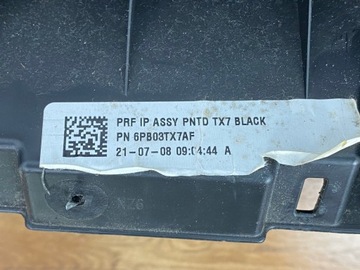 PRF IP ASSY PNTD TX7 BLACK
PN 6PB03TX7AF
21-07-08 09:04:44 A